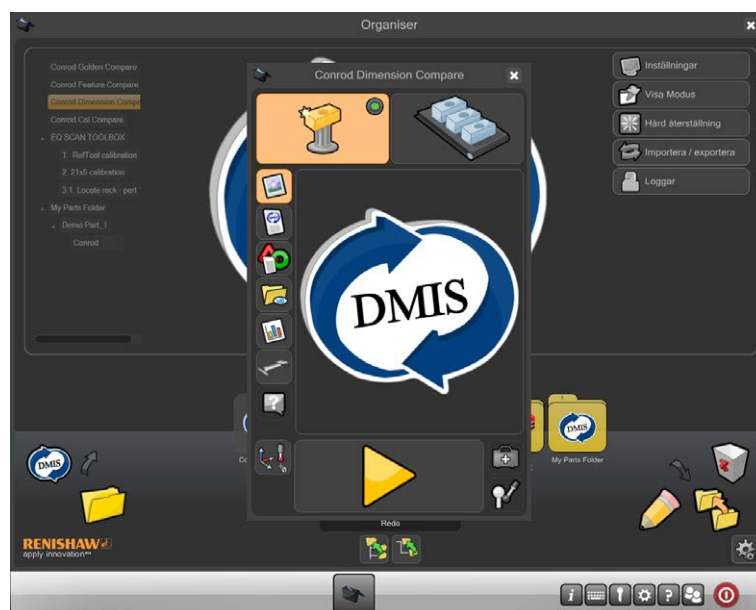 Organiser
Conrod Golden Compare
Conrod Feature Compare
Conrod Dimension Compa
Conrod Cal Compare
EQ SCAN TOOLBOX
1. RefTool calibration
2. 21x5 calibration
3.1. Locate rack - part
My Parts Folder
Demo Part_1
Conrod
Conrod Dimension Compare
DMIS
Inställningar
Visa Modus
Hård återställning
Importera / exportera
Loggar
DMIS
DMIS
My Parts Folder
Redo
RENISHAW
apply innovation™